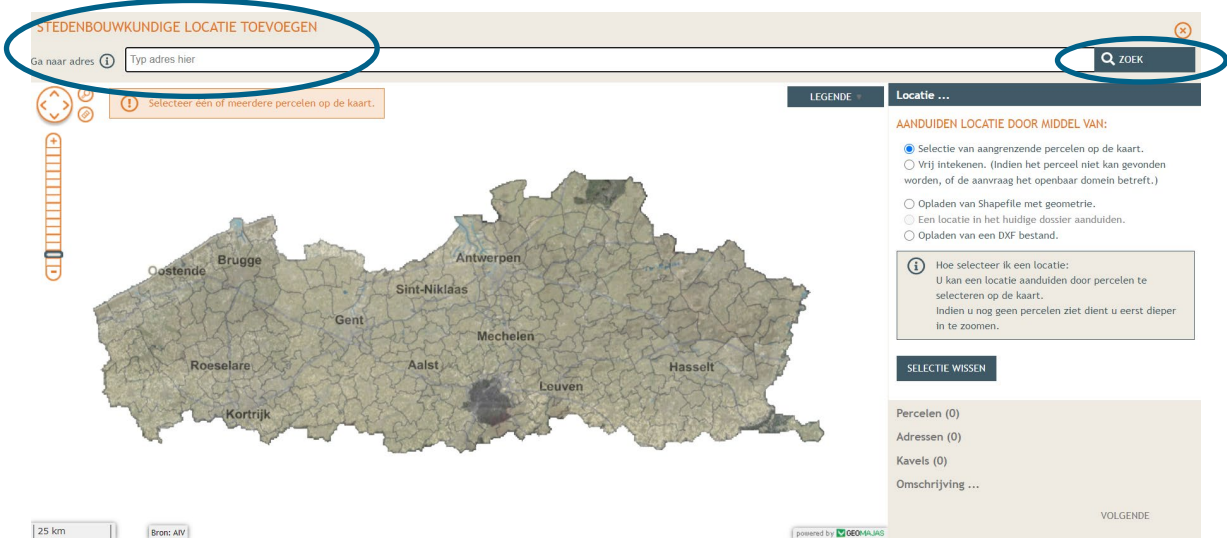 STEDENBOUWKUNDIGE LOCATIE TOEVOEGEN
Ga naar adres
Typ adres hier
ZOEK
Selecteer één of meerdere percelen op de kaart.
LEGENDE
Locatie ...
AANDUIDEN LOCATIE DOOR MIDDEL VAN:
Selectie van aangrenzende percelen op de kaart.
Vrij intekenen. (Indien het perceel niet kan gevonden
worden, of de aanvraag het openbaar domein betreft.)
Opladen van Shapefile met geometrie.
Een locatie in het huidige dossier aanduiden.
Opladen van een DXF bestand.
Hoe selecteer ik een locatie:
U kan een locatie aanduiden door percelen te
selecteren op de kaart.
Indien u nog geen percelen ziet dient u eerst dieper
in te zoomen.
SELECTIE WISSEN
Percelen (0)
Adressen (0)
Kavels (0)
Omschrijving ...
VOLGENDE
Brugge
Oostende
Antwerpen
Sint-Niklaas
Gent
Mechelen
Roeselare
Aalst
Hasselt
Leuven
Kortrijk
25 km
Bron: AIV
powered by GEOMAJAS